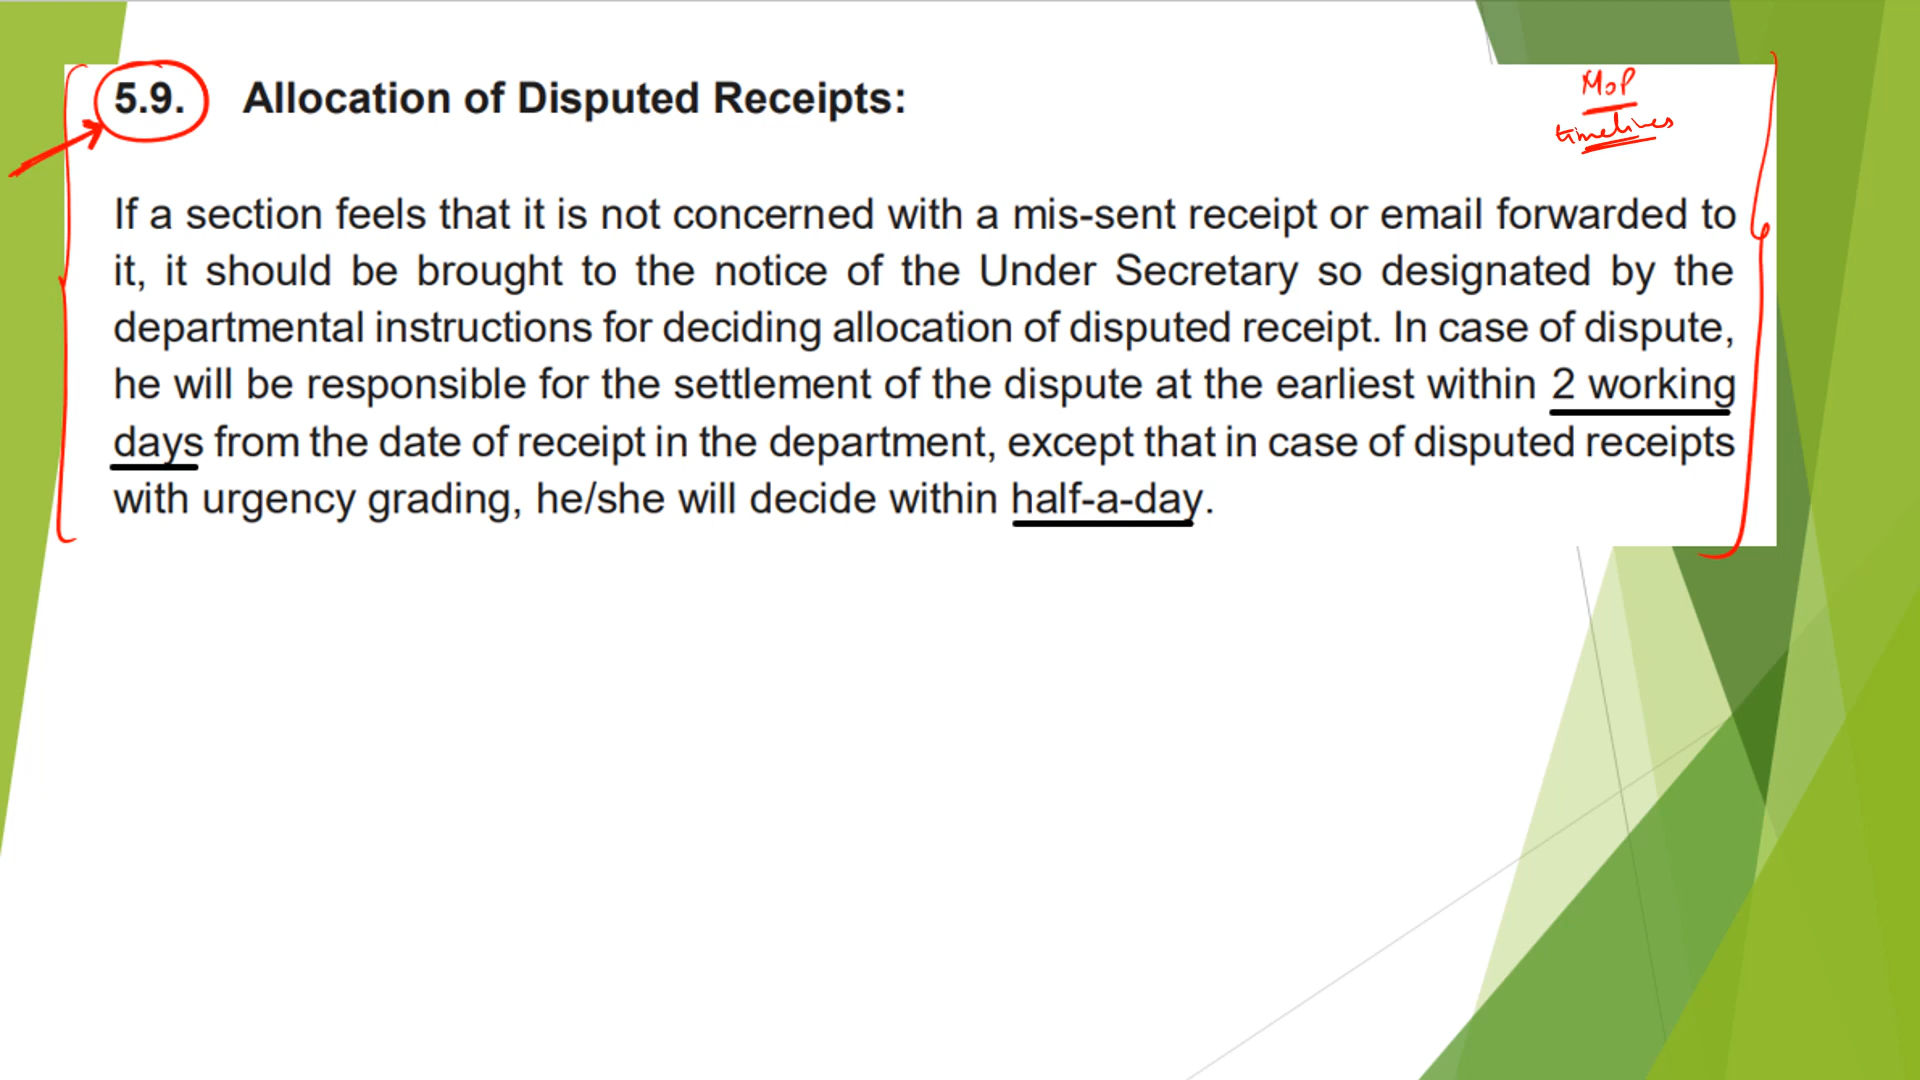 5.9. Allocation of Disputed Receipts:
MoP
timelines
If a section feels that it is not concerned with a mis-sent receipt or email forwarded to
it, it should be brought to the notice of the Under Secretary so designated by the
departmental instructions for deciding allocation of disputed receipt. In case of dispute,
he will be responsible for the settlement of the dispute at the earliest within 2 working
days from the date of receipt in the department, except that in case of disputed receipts
with urgency grading, he/she will decide within half-a-day.